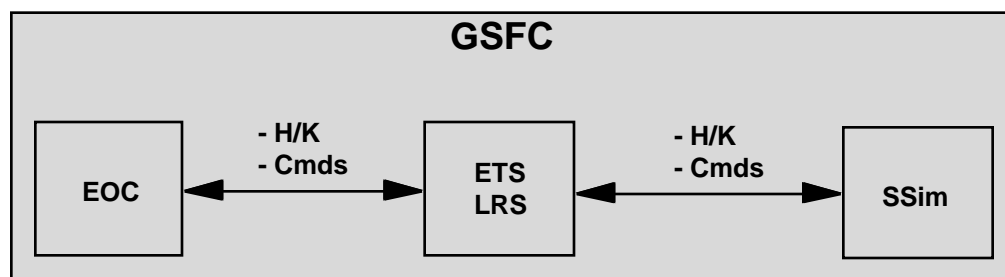 GSFC
EOC
- H/K
- Cmds
ETS
LRS
- H/K
- Cmds
SSim